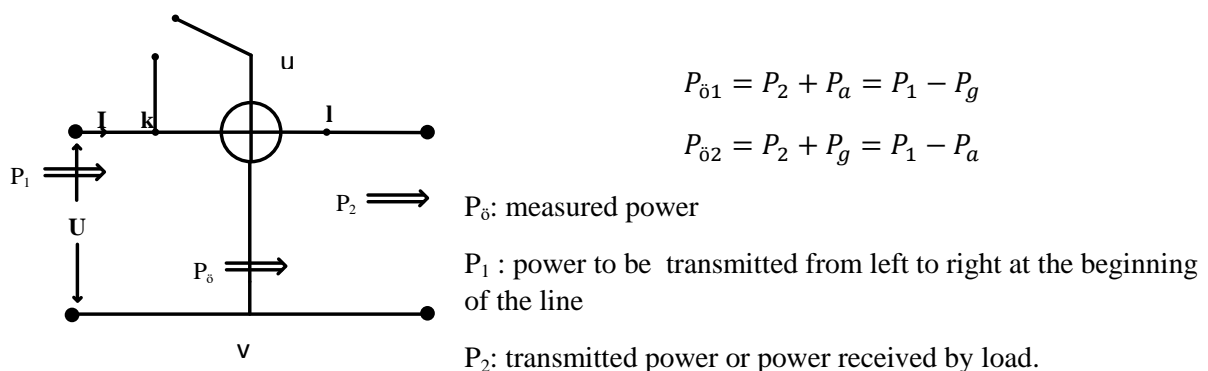 u
I k l
P₁
P₂
U
Pö
v
Pö1 = P2 + Pa = P1 − Pg
Pö2 = P2 + Pg = P1 − Pa
Pö: measured power
P₁ : power to be transmitted from left to right at the beginning
of the line
P₂: transmitted power or power received by load.